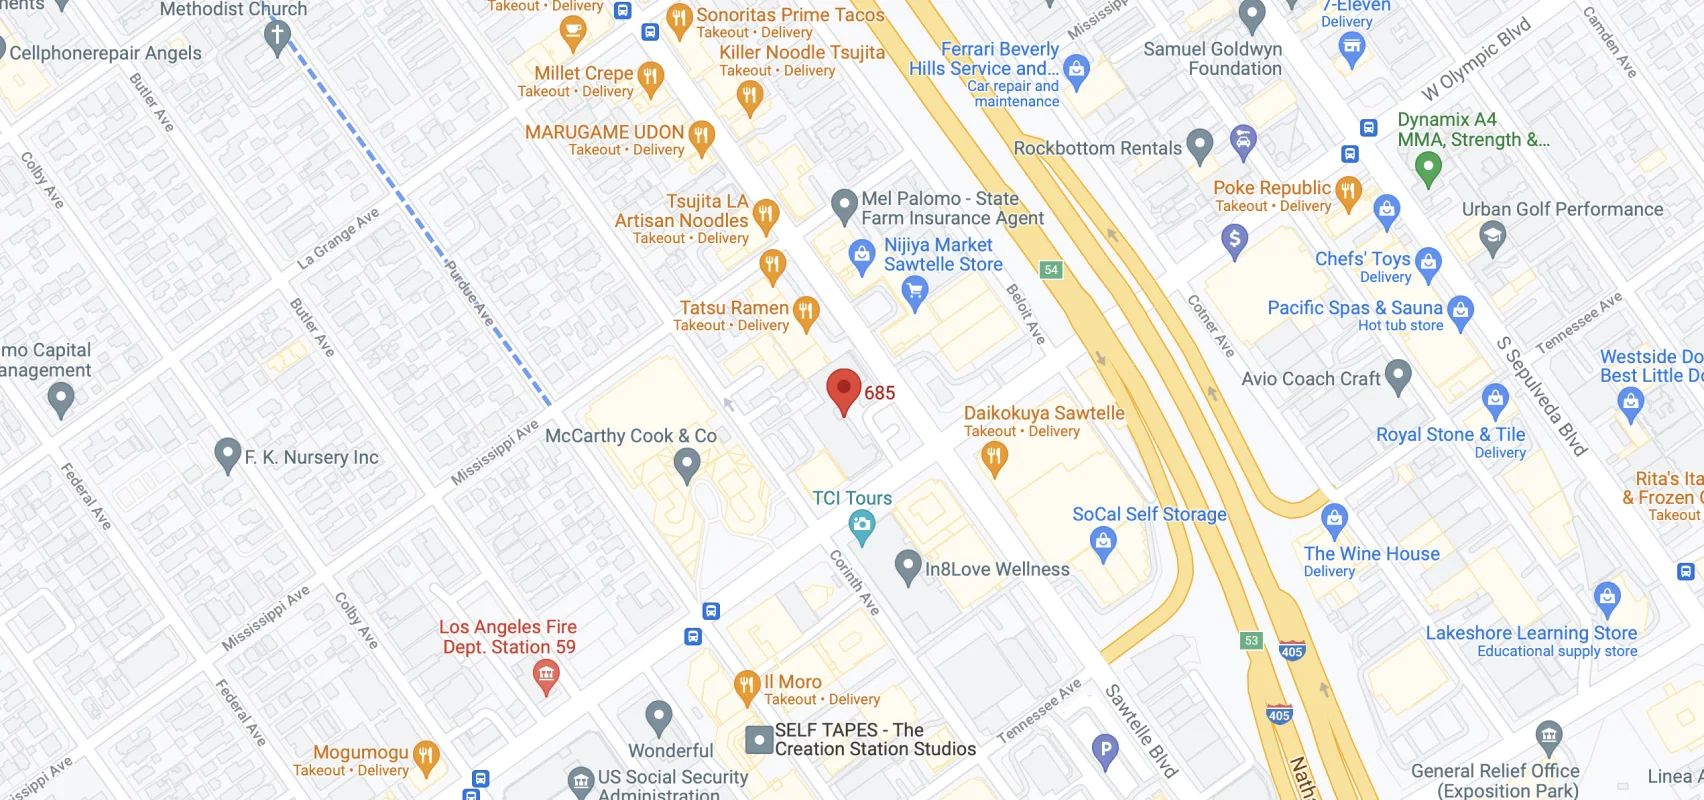 nents
Methodist Church
Cellphonerepair Angels
Takeout • Delivery
Sonoritas Prime Tacos
Takeout • Delivery
Killer Noodle Tsujita
Takeout • Delivery
Millet Crepe
Takeout • Delivery
MARUGAME UDON
Takeout • Delivery
Ferrari Beverly
Hills Service and...
Car repair and
maintenance
Mississip
Samuel Goldwyn
Foundation
7-Eleven
Delivery
W Olympic Blvd
Camden Ave
Dynamix A4
MMA, Strength &...
Rockbottom Rentals
Poke Republic
Takeout • Delivery
Urban Golf Performance
Chefs' Toys
Delivery
Pacific Spas & Sauna
Hot tub store
Tennessee Ave
Butler Ave
Colby Ave
La Grange Ave
Purdue Ave
Butler Ave
Tsujita LA
Artisan Noodles
Takeout • Delivery
Mel Palomo - State
Farm Insurance Agent
Nijiya Market
Sawtelle Store
Tatsu Ramen
Takeout • Delivery
54
Beloit Ave
Cotner Ave
S Sepulveda Blvd
Westside Do
Best Little Do
mo Capital
anagement
Avio Coach Craft
685
Daikokuya Sawtelle
Takeout • Delivery
Royal Stone & Tile
Delivery
McCarthy Cook & Co
Mississippi Ave
F. K. Nursery Inc
Federal Ave
TCI Tours
SoCal Self Storage
Rita's Ita
& Frozen C
Takeout
The Wine House
Delivery
In8Love Wellness
Corinth Ave
Mississippi Ave
Colby Ave
Los Angeles Fire
Dept. Station 59
Lakeshore Learning Store
Educational supply store
53
405
405
Il Moro
Takeout • Delivery
Federal Ave
Tennessee Ave
Sawtelle Blvd
SELF TAPES - The
Creation Station Studios
Wonderful
Mogumogu
Takeout • Delivery
US Social Security
Administration
P
Natha
General Relief Office
(Exposition Park)
Linea A
ssippi Ave